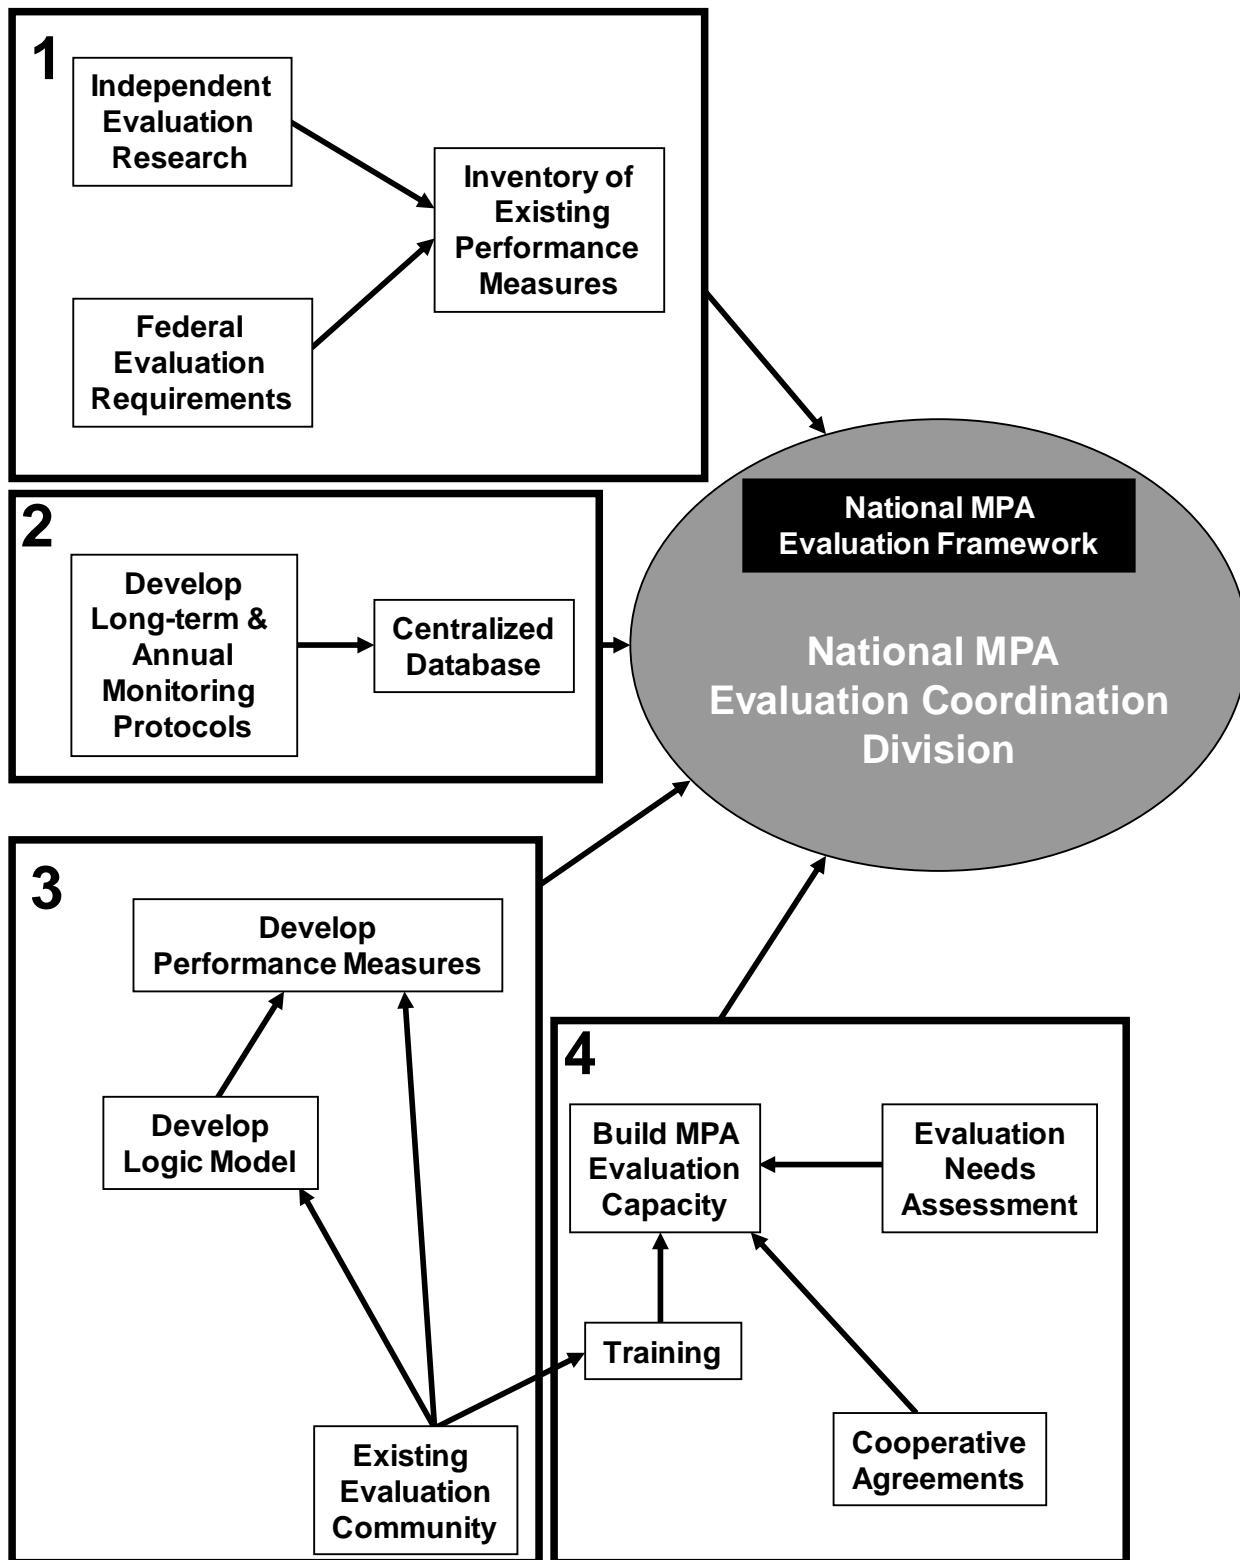 1
Independent
Evaluation
Research
Inventory of
Existing
Performance
Measures
Federal
Evaluation
Requirements
2
Develop
Long-term &
Annual
Monitoring
Protocols
Centralized
Database
National MPA
Evaluation Framework
National MPA
Evaluation Coordination
Division
3
Develop
Performance Measures
Develop
Logic Model
Existing
Evaluation
Community
4
Build MPA
Evaluation
Capacity
Evaluation
Needs
Assessment
Training
Cooperative
Agreements